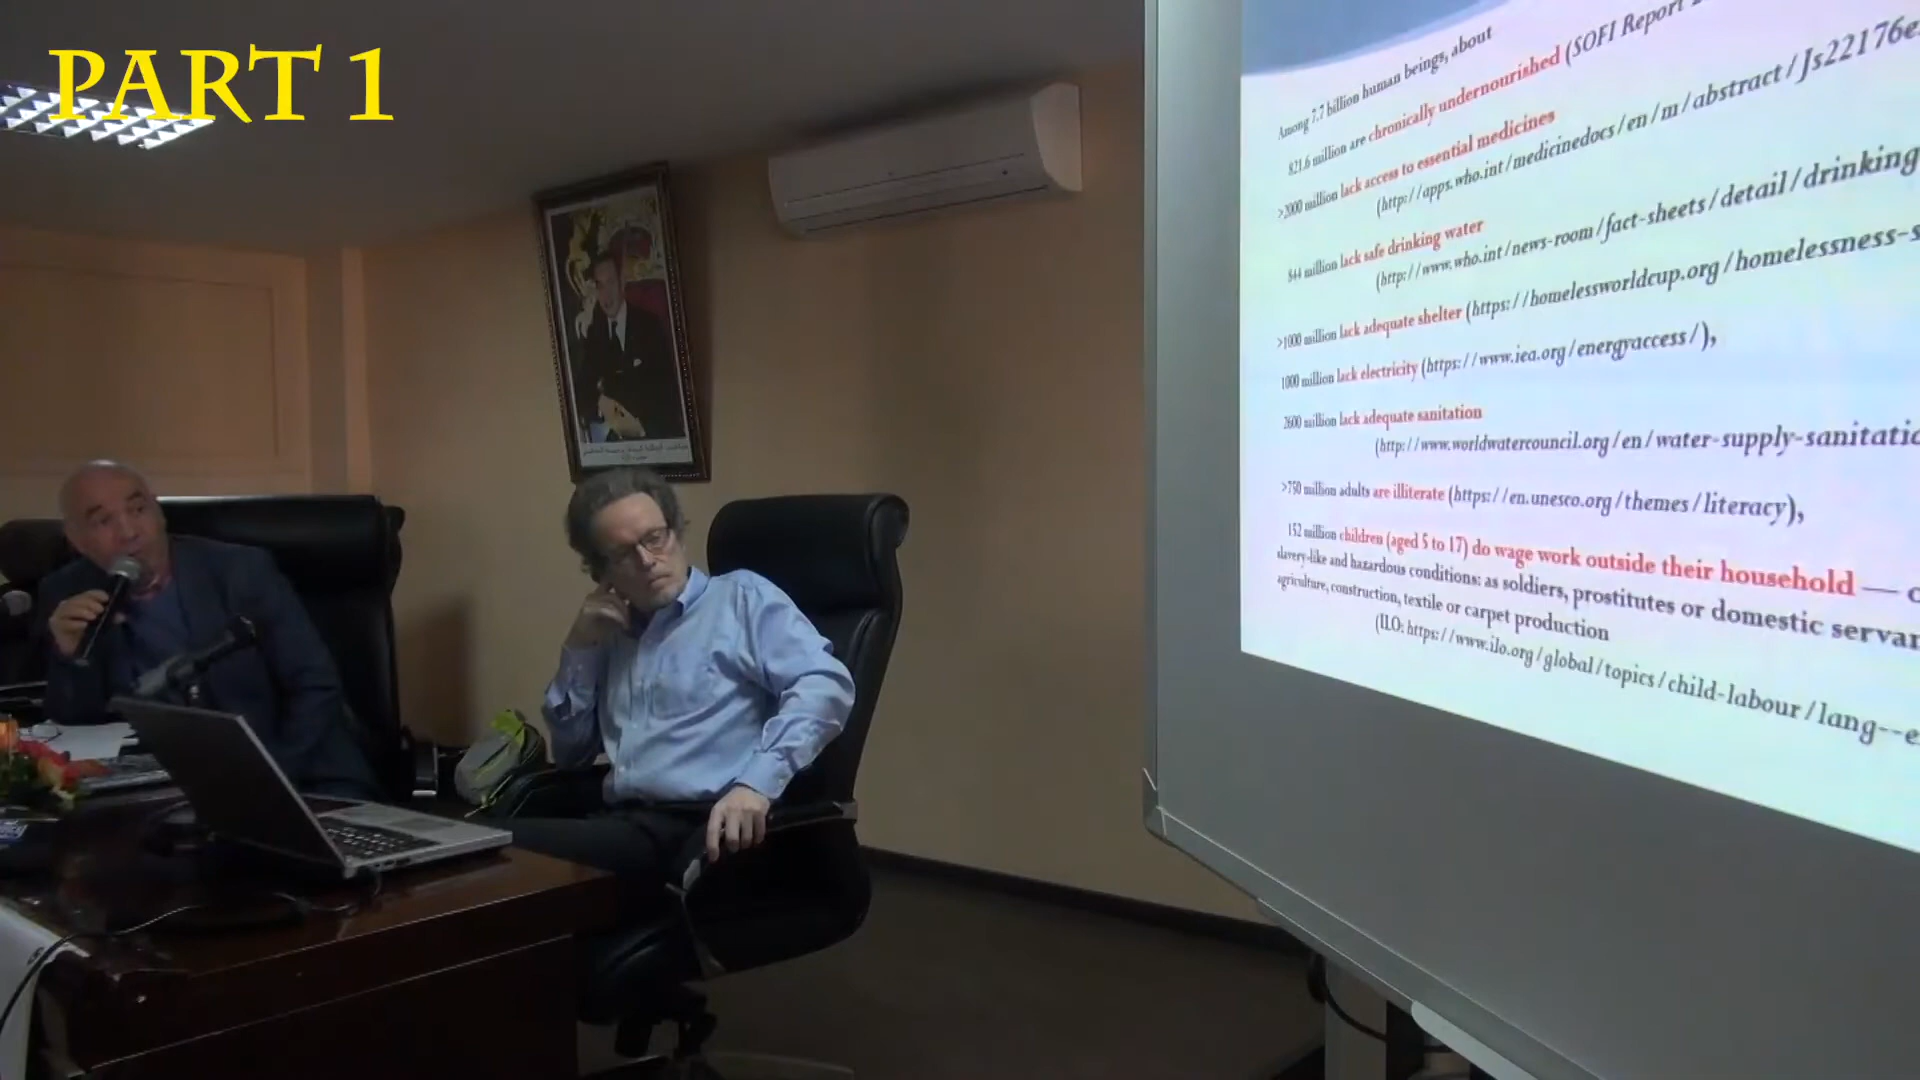 PART 1
Among 7.7 billion human beings, about
821.6 million are chronically undernourished (SOFI Report
>2000 million lack access to essential medicines
(http://apps.who.int/medicinedocs/en/m/abstract/Js22176e
844 million lack safe drinking water
(http://www.who.int/news-room/fact-sheets/detail/drinking
>1000 million lack adequate shelter (https://homelessworldcup.org/homelessness-s
1000 million lack electricity (https://www.iea.org/energyaccess/),
2600 million lack adequate sanitation
(http://www.worldwatercouncil.org/en/water-supply-sanitatio
>750 million adults are illiterate (https://en.unesco.org/themes/literacy),
152 million children (aged 5 to 17) do wage work outside their household —
slavery-like and hazardous conditions: as soldiers, prostitutes or domestic servan
agriculture, construction, textile or carpet production
(ILO: https://www.ilo.org/global/topics/child-labour/lang--e